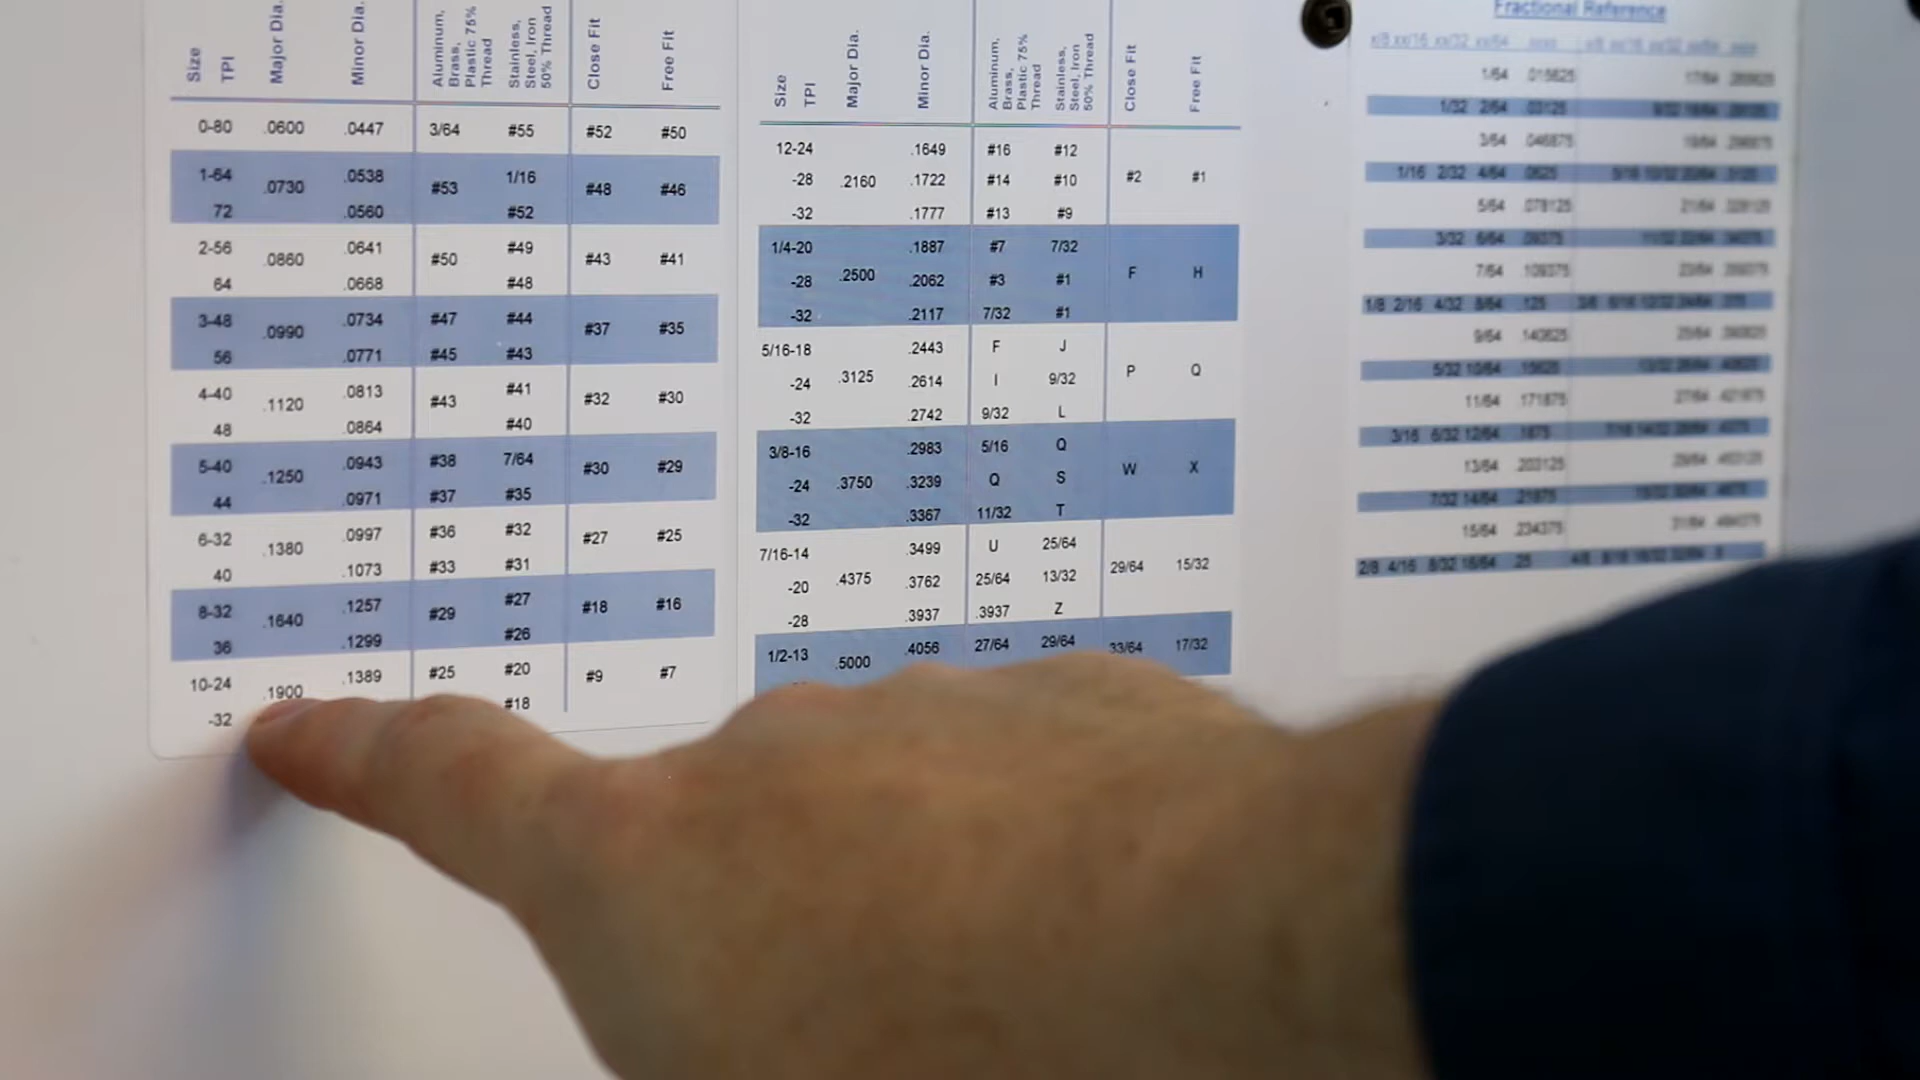 Size TPI Major Dia. Minor Dia. Aluminum, Brass, Plastic 75% Thread Stainless, Steel, Iron 50% Thread Close Fit Free Fit
0-80 .0600 .0447 3/64 #55 #52 #50
1-64 .0730 .0538 #53 1/16 #48 #46
72 .0560 #52
2-56 .0860 .0641 #50 #49 #43 #41
64 .0668 #48
3-48 .0990 .0734 #47 #44 #37 #35
56 .0771 #45 #43
4-40 .1120 .0813 #43 #41 #32 #30
48 .0864 #40
5-40 .1250 .0943 #38 7/64 #30 #29
44 .0971 #37 #35
6-32 .1380 .0997 #36 #32 #27 #25
40 .1073 #33 #31
8-32 .1640 .1257 #29 #27 #18 #16
36 .1299 #26
10-24 .1900 .1389 #25 #20 #9 #7
-32 #18
Size TPI Major Dia. Minor Dia. Aluminum, Brass, Plastic 75% Thread Stainless, Steel, Iron 50% Thread Close Fit Free Fit
12-24 .1649 #16 #12
-28 .2160 .1722 #14 #10 #2 #1
-32 .1777 #13 #9
1/4-20 .1887 #7 7/32
-28 .2500 .2062 #3 #1 F H
-32 .2117 7/32 #1
5/16-18 .2443 F J
-24 .3125 .2614 I 9/32 P Q
-32 .2742 9/32 L
3/8-16 .2983 5/16 Q
-24 .3750 .3239 Q S W X
-32 .3367 11/32 T
7/16-14 .3499 U 25/64
-20 .4375 .3762 25/64 13/32 29/64 15/32
-28 .3937 .3937 Z
1/2-13 .5000 .4056 27/64 29/64 33/64 17/32
Fractional Reference
1/64 .015625
1/32 2/64 .03125
3/64 .046875
1/16 2/32 4/64 .0625
5/64 .078125
3/32 6/64 .09375
7/64 .109375
1/8 2/16 4/32 8/64 .125
9/64 .140625
5/32 10/64 .15625
11/64 .171875
3/16 6/32 12/64 .1875
13/64 .203125
7/32 14/64 .21875
15/64 .234375
2/8 4/16 8/32 16/64 .25